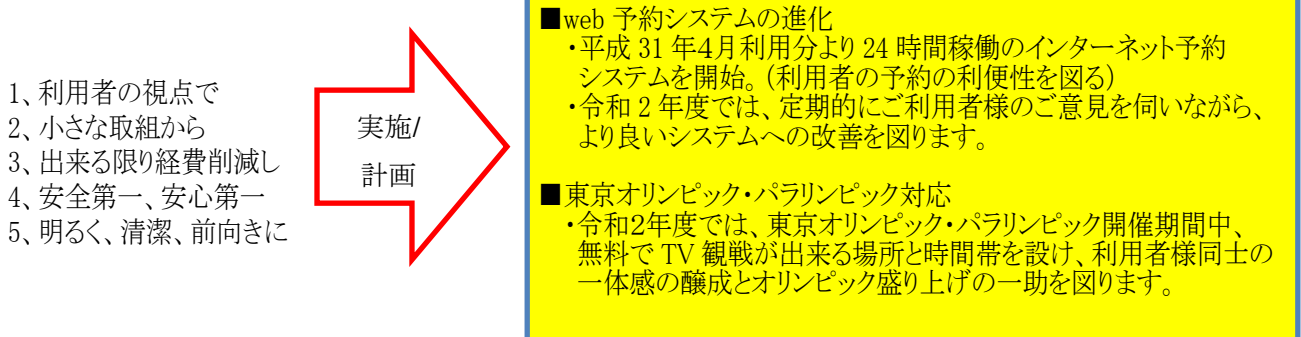 1、利用者の視点で
2、小さな取組から
3、出来る限り経費削減し
4、安全第一、安心第一
5、明るく、清潔、前向きに
実施/
計画
■web 予約システムの進化
・平成 31 年4月利用分より 24 時間稼働のインターネット予約
システムを開始。(利用者の予約の利便性を図る)
・令和 2 年度では、定期的にご利用者様のご意見を伺いながら、
より良いシステムへの改善を図ります。
■東京オリンピック・パラリンピック対応
・令和2年度では、東京オリンピック・パラリンピック開催期間中、
無料で TV 観戦が出来る場所と時間帯を設け、利用者様同士の
一体感の醸成とオリンピック盛り上げの一助を図ります。